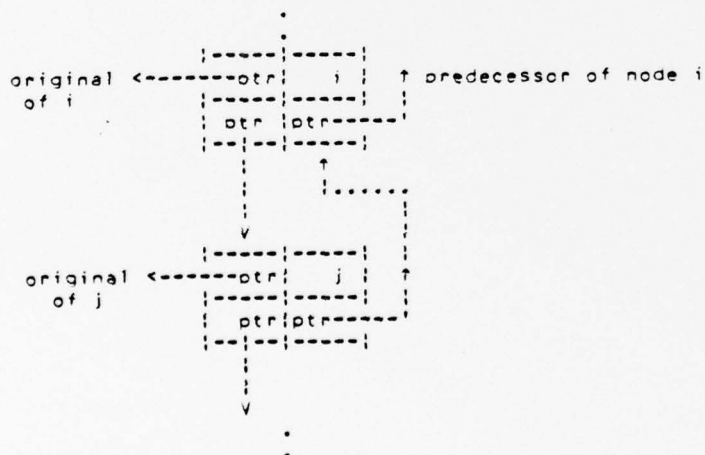 original <------- ptr i ↑ predecessor of node i
of i
ptr ptr
original <------- ptr j
of j
ptr ptr